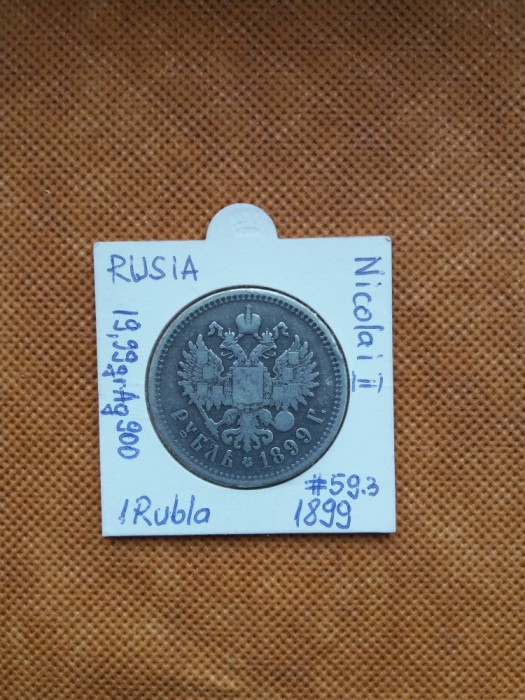 RUSIA
Nicolai II
19,99gr Ag 900
РУБЛЬ 1899 Г.
#59.3
1 Rubla
1899